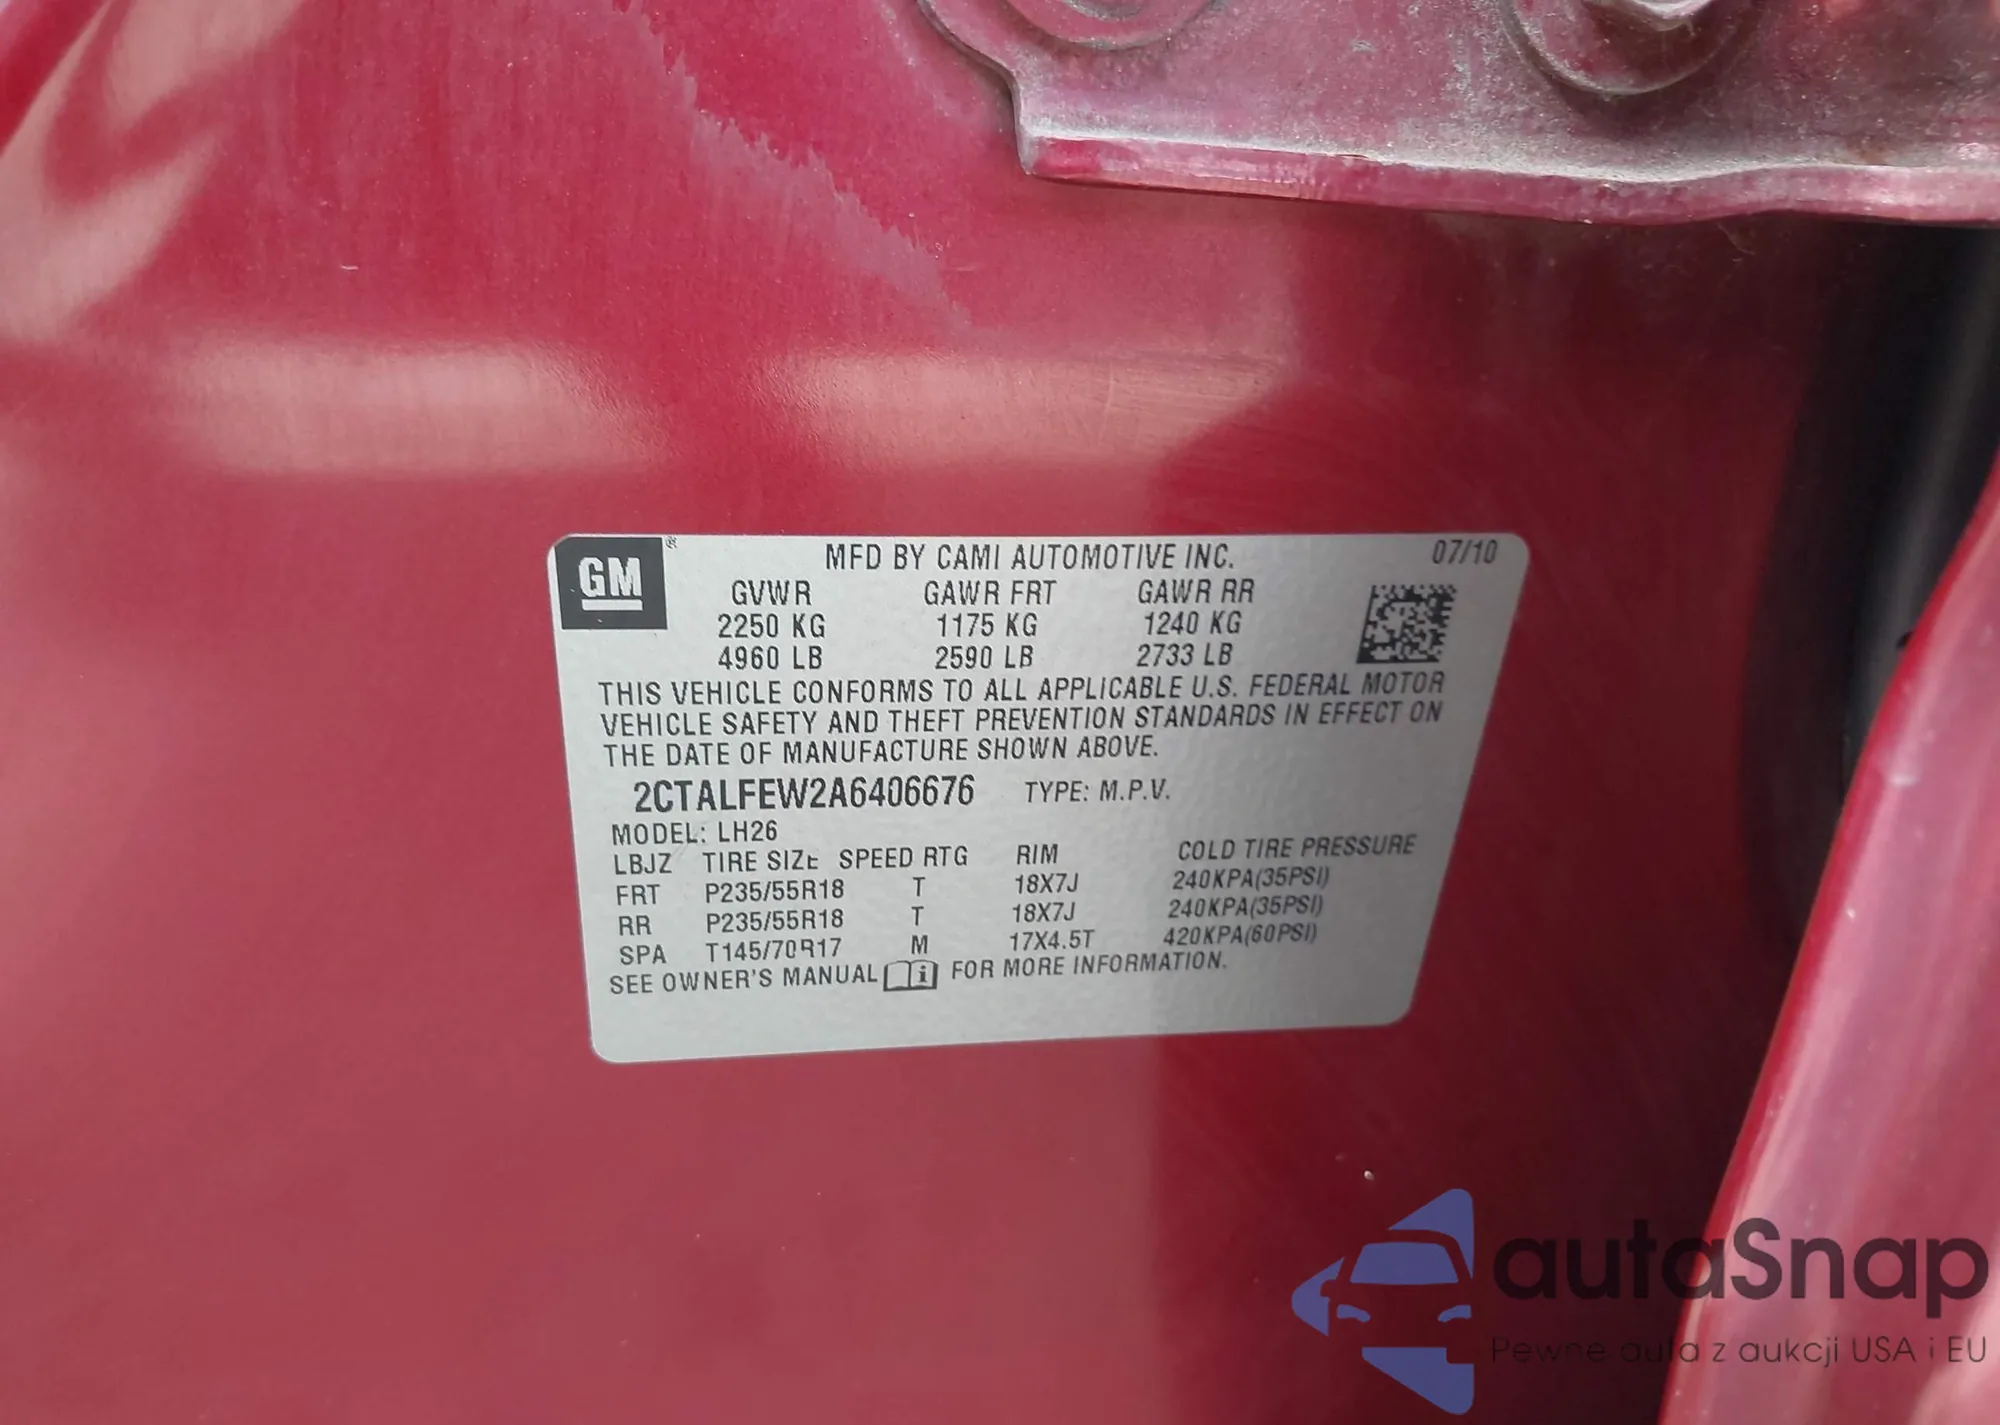 GM ®
MFD BY CAMI AUTOMOTIVE INC. 07/10
GVWR GAWR FRT GAWR RR
2250 KG 1175 KG 1240 KG
4960 LB 2590 LB 2733 LB
THIS VEHICLE CONFORMS TO ALL APPLICABLE U.S. FEDERAL MOTOR
VEHICLE SAFETY AND THEFT PREVENTION STANDARDS IN EFFECT ON
THE DATE OF MANUFACTURE SHOWN ABOVE.
2CTALFEW2A6406676 TYPE: M.P.V.
MODEL: LH26
LBJZ TIRE SIZE SPEED RTG RIM COLD TIRE PRESSURE
FRT P235/55R18 T 18X7J 240KPA(35PSI)
RR P235/55R18 T 18X7J 240KPA(35PSI)
SPA T145/70R17 M 17X4.5T 420KPA(60PSI)
SEE OWNER'S MANUAL i FOR MORE INFORMATION.
autaSnap
Pewne auta z aukcji USA i EU